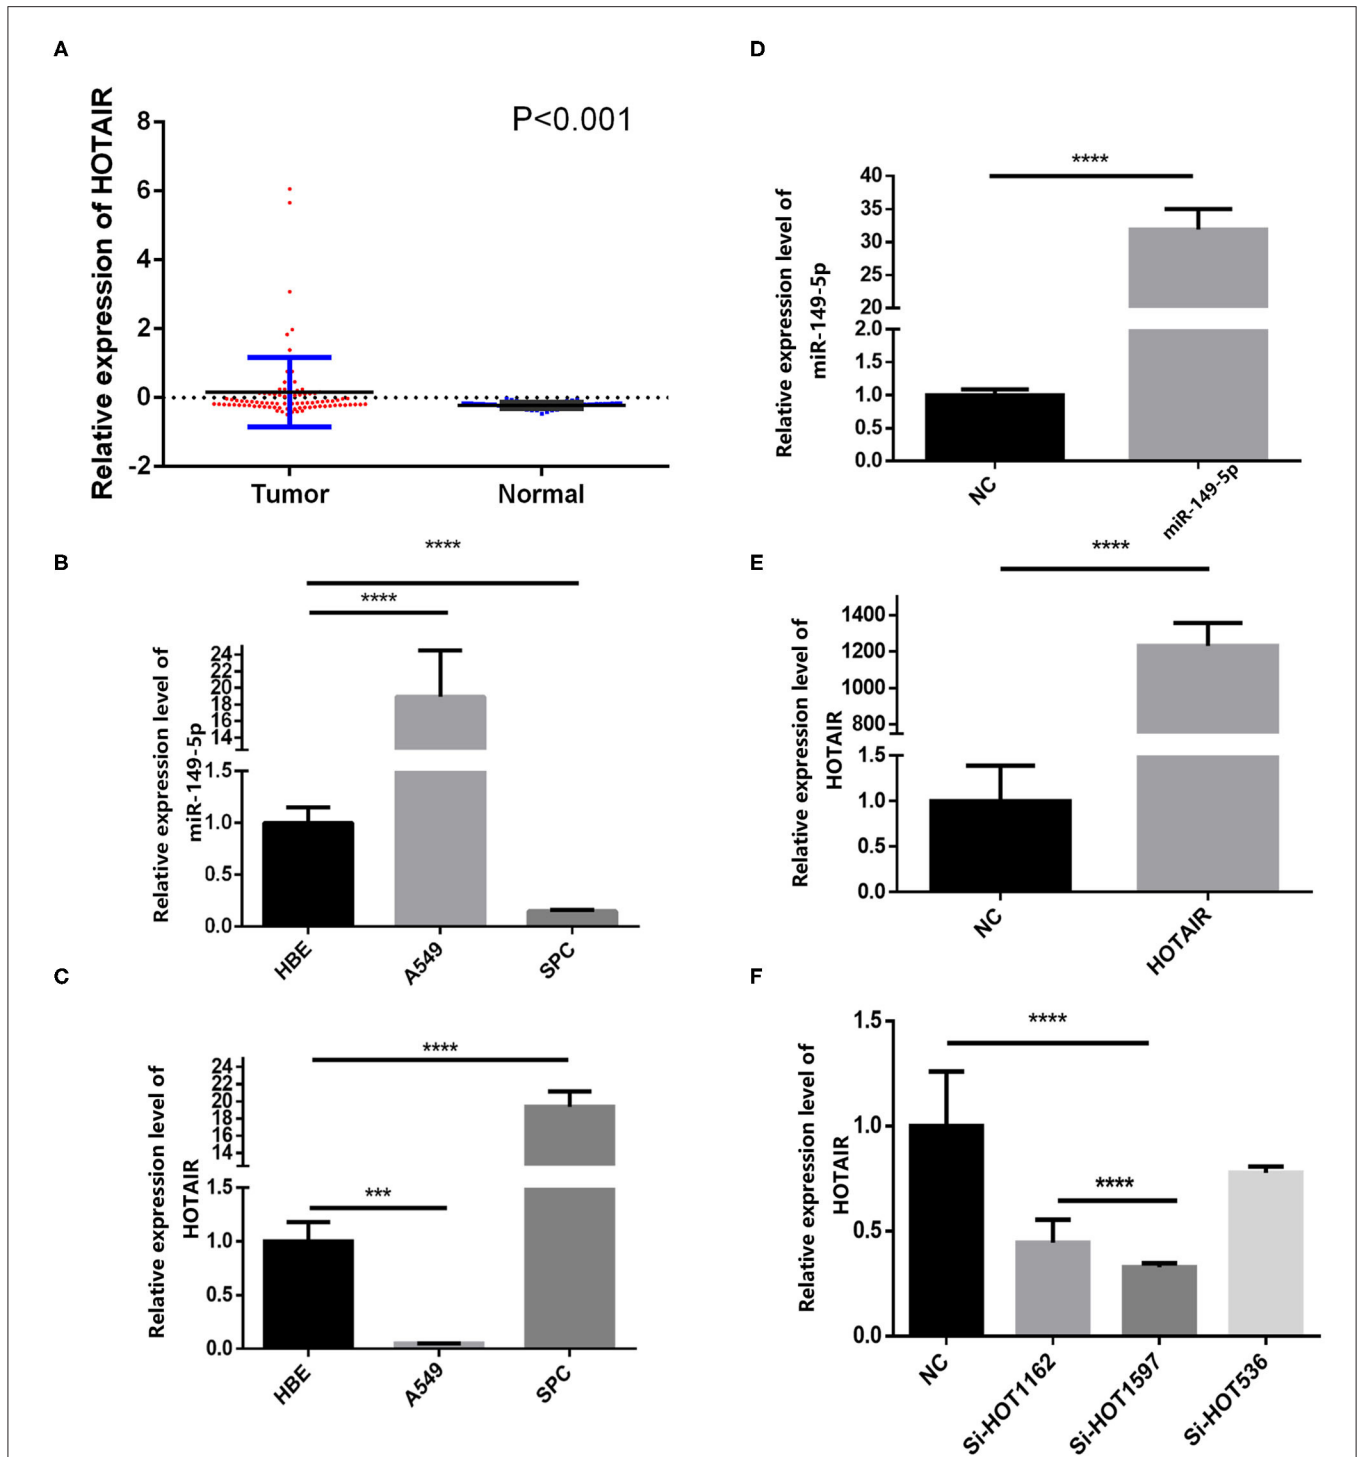 A
Relative expression of HOTAIR
P<0.001
8
6
4
2
0
-2
Tumor
Normal
B
****
****
Relative expression level of
miR-149-5p
24
22
20
18
16
14
1.5
1.0
0.5
0.0
HBE
A549
SPC
C
****
***
Relative expression level of
HOTAIR
24
22
20
18
16
14
1.5
1.0
0.5
0.0
HBE
A549
SPC
D
****
Relative expression level of
miR-149-5p
40
35
30
25
20
2.0
1.5
1.0
0.5
0.0
NC
miR-149-5p
E
****
Relative expression level of
HOTAIR
1400
1200
1000
800
1.5
1.0
0.5
0.0
NC
HOTAIR
F
****
****
Relative expression level of
HOTAIR
1.5
1.0
0.5
0.0
NC
Si-HOT1162
Si-HOT1597
Si-HOT536